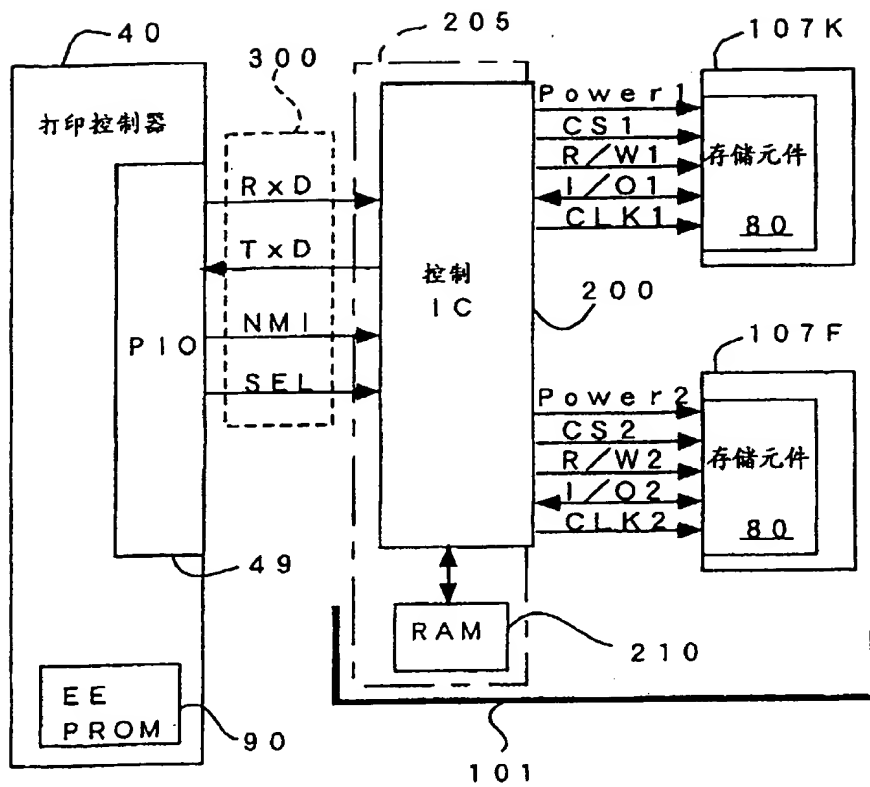 40
205
107K
300
打印控制器
Power1
CS1
R/W1
I/O1
CLK1
存储元件
80
RxD
TxD
NMI
SEL
PIO
控制
IC
200
107F
Power2
CS2
R/W2
I/O2
CLK2
存储元件
80
49
RAM
210
EE
PROM
90
101